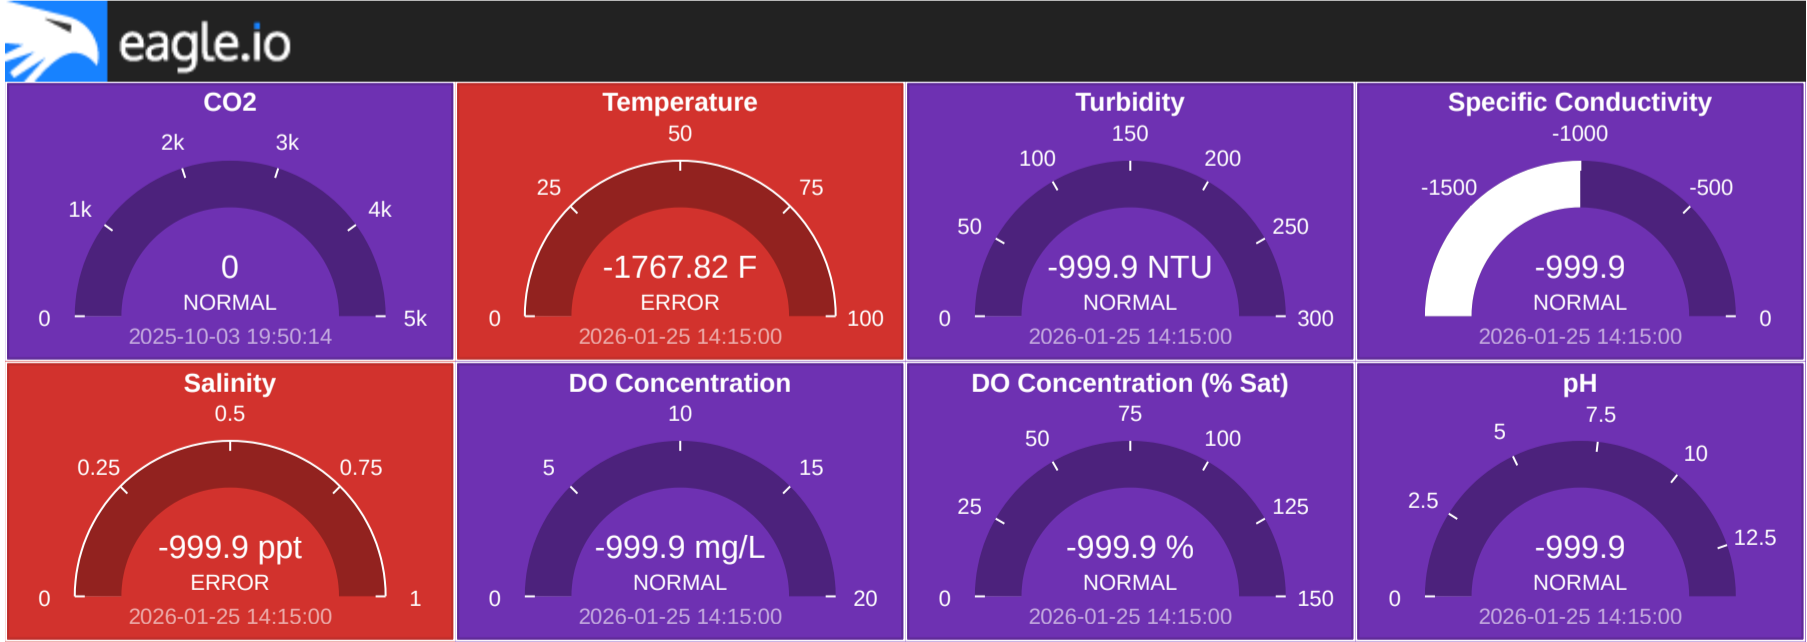 eagle.io
CO2
2k
3k
1k
4k
0
NORMAL
0
5k
2025-10-03 19:50:14
Temperature
50
25
75
-1767.82 F
ERROR
0
100
2026-01-25 14:15:00
Turbidity
150
100
200
50
250
-999.9 NTU
NORMAL
0
300
2026-01-25 14:15:00
Specific Conductivity
-1000
-1500
-500
-999.9
NORMAL
0
2026-01-25 14:15:00
Salinity
0.5
0.25
0.75
-999.9 ppt
ERROR
0
1
2026-01-25 14:15:00
DO Concentration
10
5
15
-999.9 mg/L
NORMAL
0
20
2026-01-25 14:15:00
DO Concentration (% Sat)
75
50
100
25
125
-999.9 %
NORMAL
0
150
2026-01-25 14:15:00
pH
7.5
5
10
2.5
12.5
-999.9
NORMAL
0
2026-01-25 14:15:00